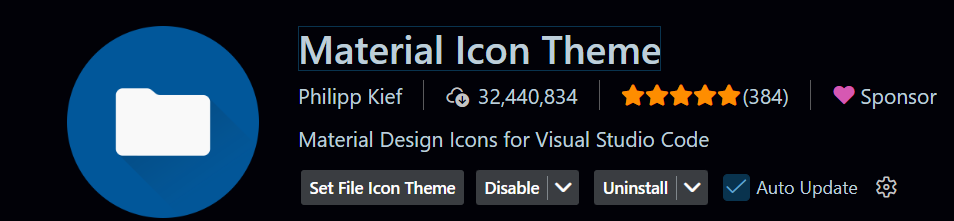 Material Icon Theme
Philipp Kief 32,440,834 (384) Sponsor
Material Design Icons for Visual Studio Code
Set File Icon Theme Disable Uninstall Auto Update